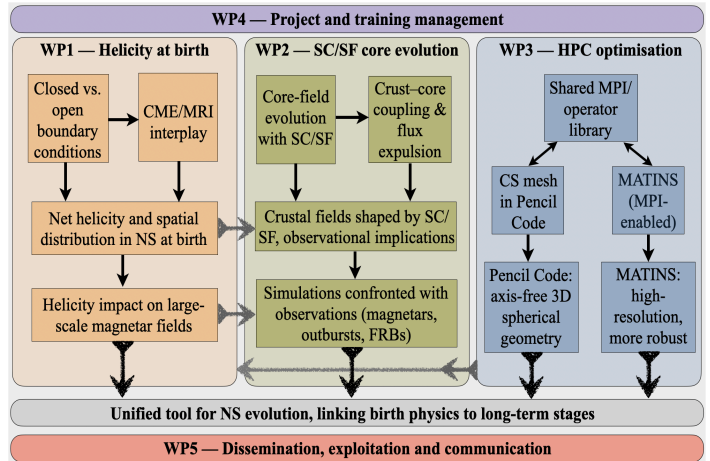 WP4 — Project and training management
WP1 — Helicity at birth
Closed vs.
open
boundary
conditions
CME/MRI
interplay
Net helicity and spatial
distribution in NS at birth
Helicity impact on large-
scale magnetar fields
WP2 — SC/SF core evolution
Core-field
evolution
with SC/SF
Crust–core
coupling &
flux
expulsion
Crustal fields shaped by SC/
SF, observational implications
Simulations confronted with
observations (magnetars,
outbursts, FRBs)
WP3 — HPC optimisation
Shared MPI/
operator
library
CS mesh
in Pencil
Code
MATINS
(MPI-
enabled)
Pencil Code:
axis-free 3D
spherical
geometry
MATINS:
high-
resolution,
more robust
Unified tool for NS evolution, linking birth physics to long-term stages
WP5 - Dissemination, exploitation and communication